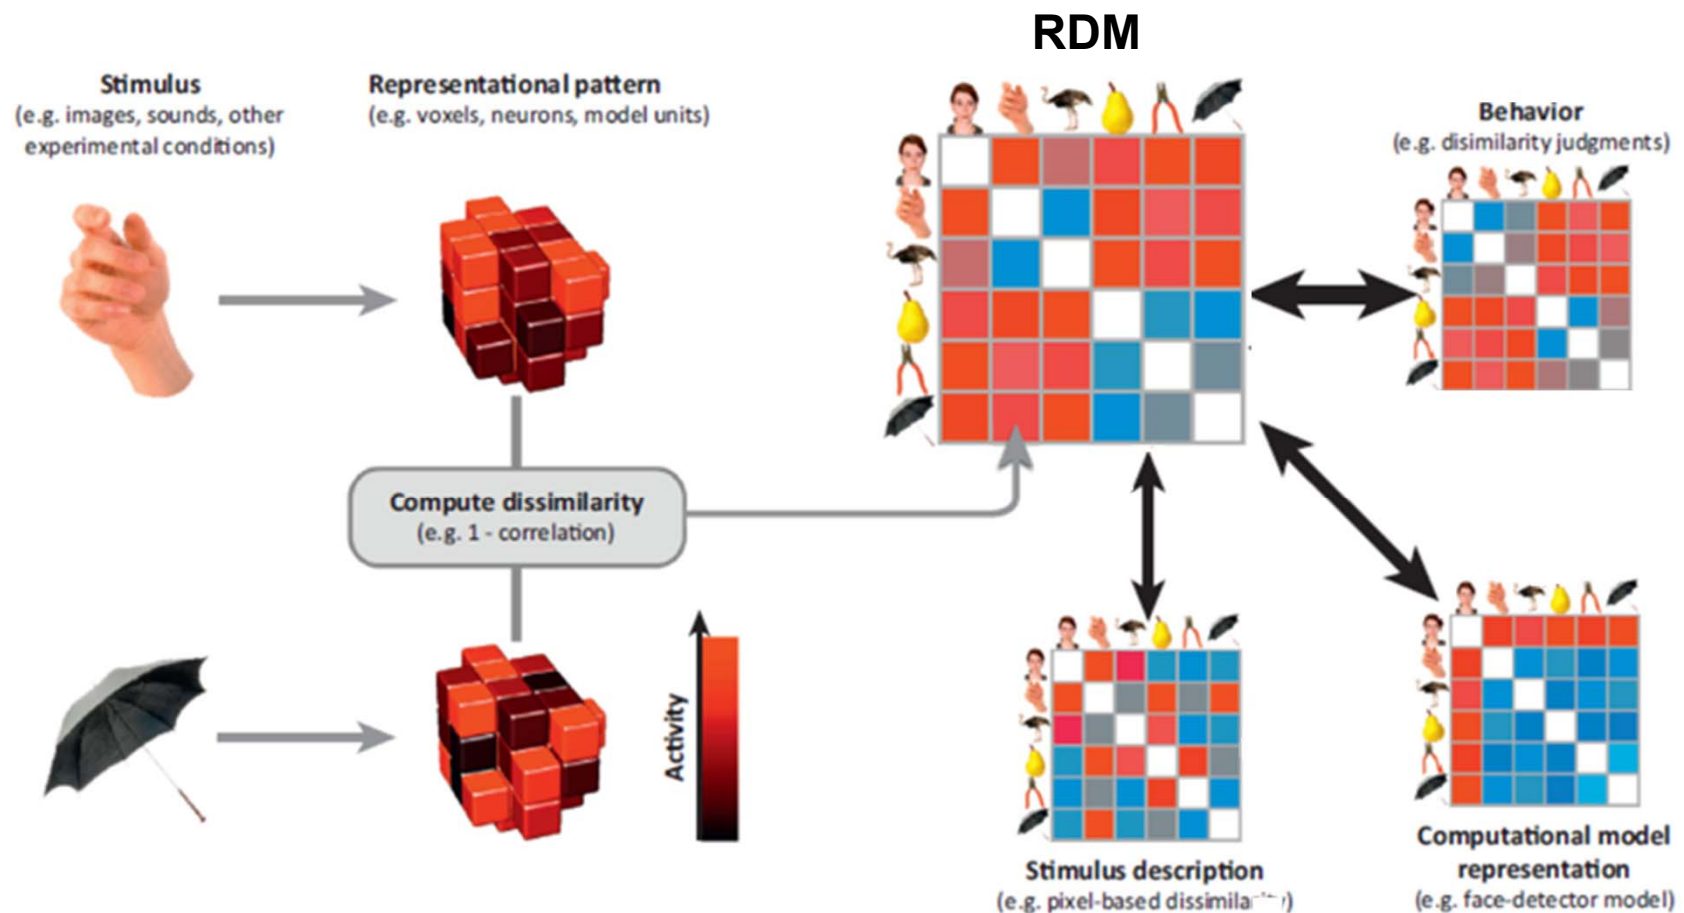 RDM
Stimulus
(e.g. images, sounds, other
experimental conditions)
Representational pattern
(e.g. voxels, neurons, model units)
Behavior
(e.g. disimilarity judgments)
Compute dissimilarity
(e.g. 1 - correlation)
Activity
Stimulus description
(e.g. pixel-based
Computational model
representation
(e.g. face-detector model)